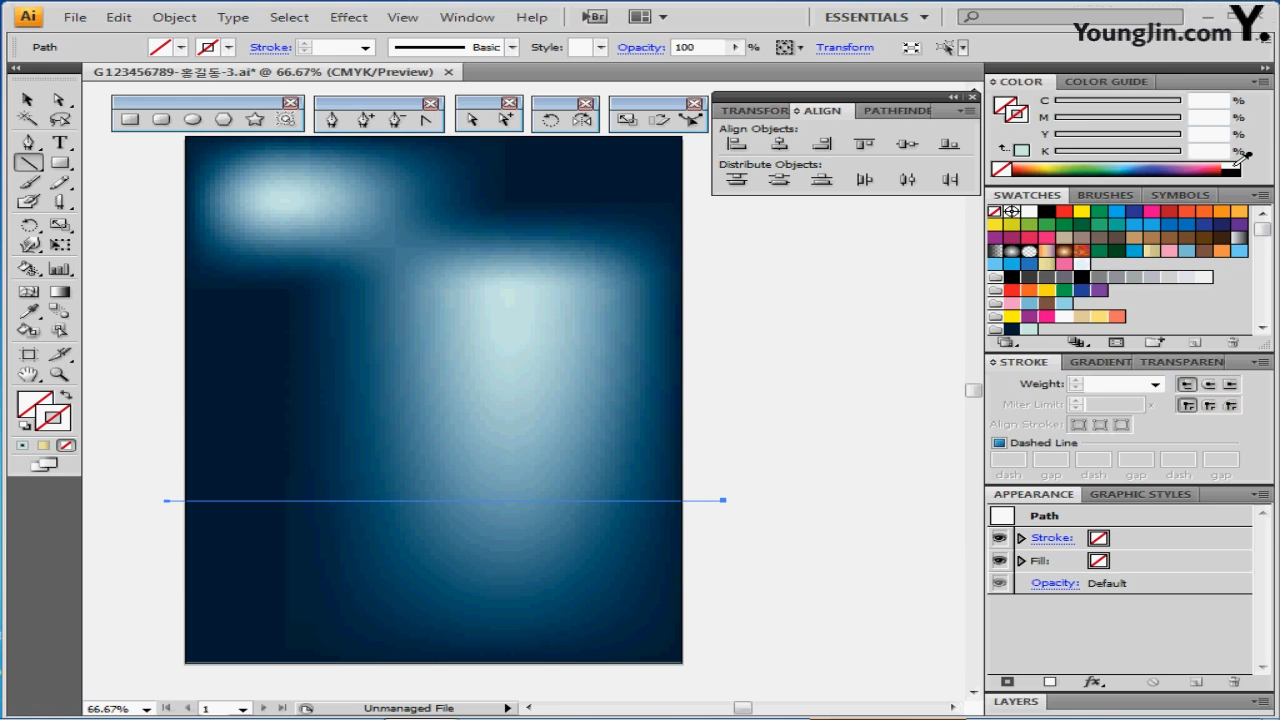 Ai File Edit Object Type Select Effect View Window Help Br ESSENTIALS
YoungJin.com Y.
Path Stroke: Basic Style: Opacity: 100 % Transform
G123456789-홍길동-3.ai* @ 66.67% (CMYK/Preview) ×
COLOR COLOR GUIDE
TRANSFOR ALIGN PATHFINDE
C %
M %
Y %
K %
Align Objects:
Distribute Objects:
SWATCHES BRUSHES SYMBOLS
STROKE GRADIENT TRANSPAREN
Weight:
Miter Limit: x
Align Stroke:
Dashed Line
dash gap dash gap dash gap
APPEARANCE GRAPHIC STYLES
Path
Stroke:
Fill:
Opacity: Default
fx
LAYERS
66.67% 1 Unmanaged File